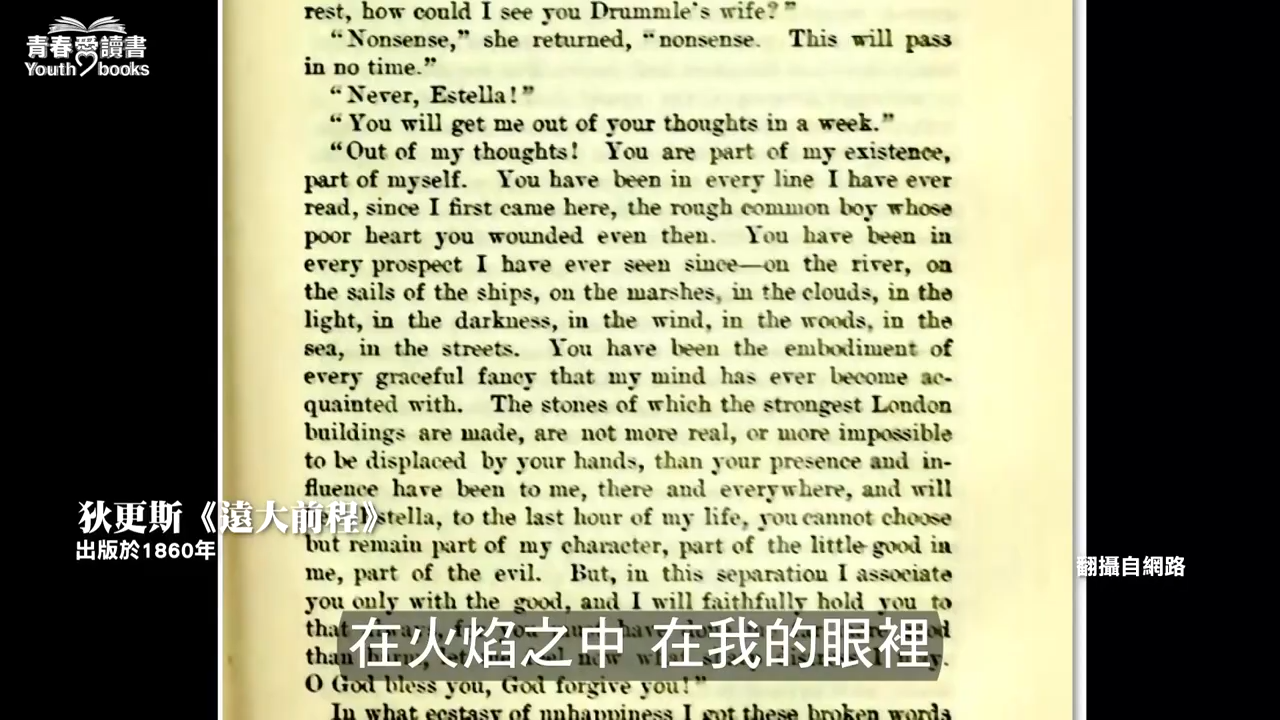 青春愛讀書
Youth books
rest, how could I see you Drummle's wife?”
“Nonsense,” she returned, “nonsense. This will pass
in no time.”
“Never, Estella!”
“You will get me out of your thoughts in a week.”
“Out of my thoughts! You are part of my existence,
part of myself. You have been in every line I have ever
read, since I first came here, the rough common boy whose
poor heart you wounded even then. You have been in
every prospect I have ever seen since—on the river, on
the sails of the ships, on the marshes, in the clouds, in the
light, in the darkness, in the wind, in the woods, in the
sea, in the streets. You have been the embodiment of
every graceful fancy that my mind has ever become ac-
quainted with. The stones of which the strongest London
buildings are made, are not more real, or more impossible
to be displaced by your hands, than your presence and in-
fluence have been to me, there and everywhere, and will
狄更斯《遠大前程》
stella, to the last hour of my life, you cannot choose
出版於1860年
but remain part of my character, part of the little good in
me, part of the evil. But, in this separation I associate
翻攝自網路
you only with the good, and I will faithfully hold you to
that
在火焰之中 在我的眼裡
than
O God bless you, God forgive you!”
In what ecstasy of unhappiness I got these broken words